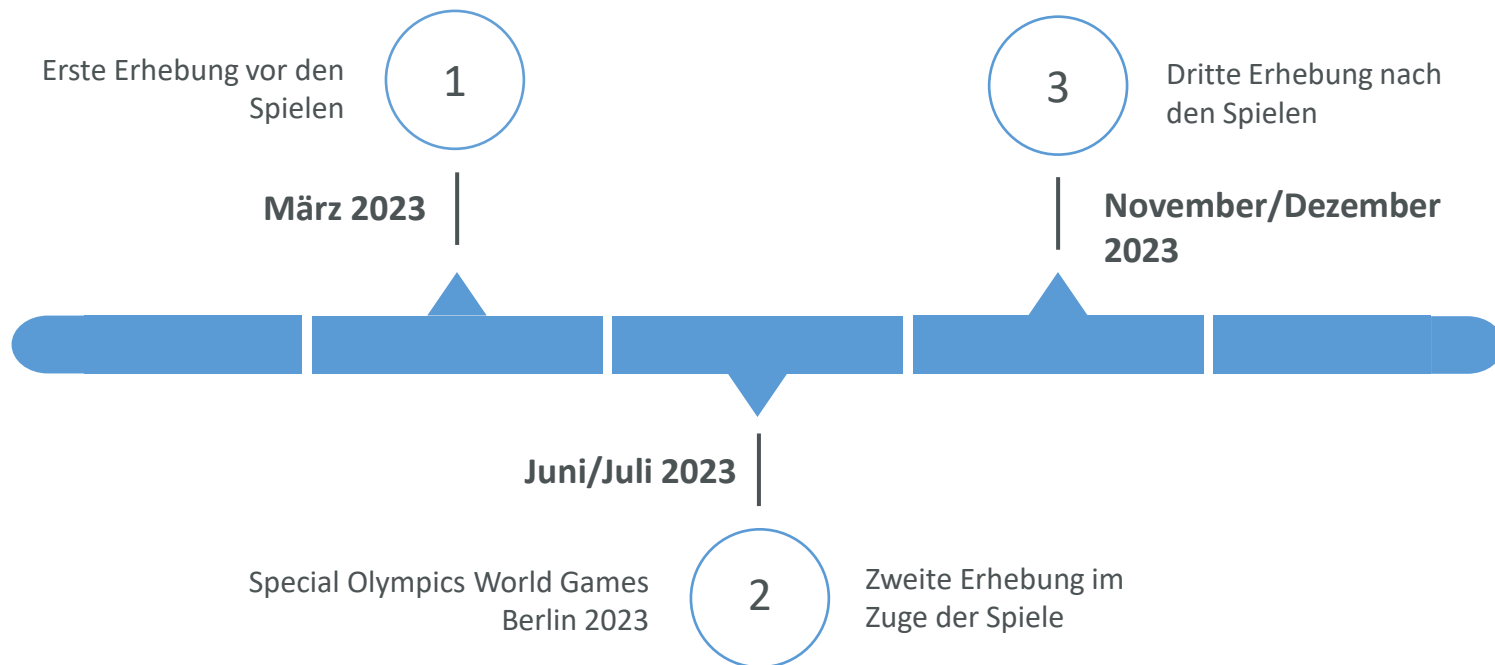 Erste Erhebung vor den
Spielen
1
März 2023
3
Dritte Erhebung nach
den Spielen
November/Dezember
2023
Juni/Juli 2023
Special Olympics World Games
Berlin 2023
2
Zweite Erhebung im
Zuge der Spiele